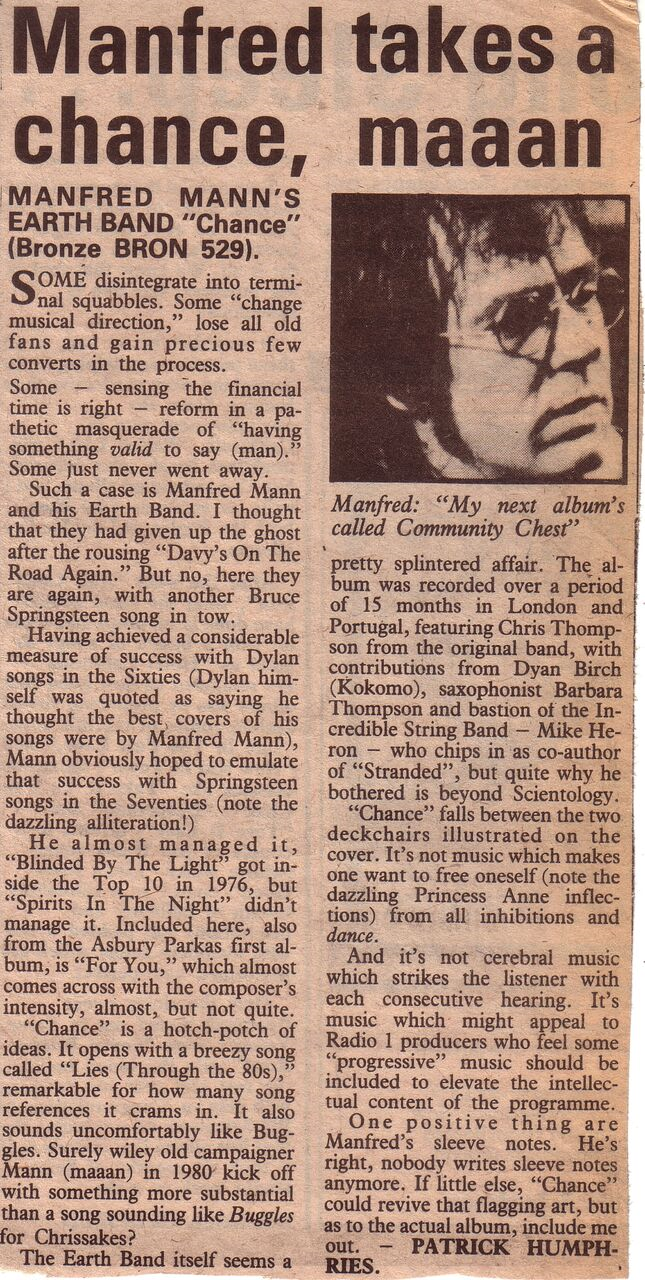 Manfred takes a
chance, maaan
MANFRED MANN'S
EARTH BAND "Chance"
(Bronze BRON 529).
SOME disintegrate into termi-
nal squabbles. Some "change
musical direction," lose all old
fans and gain precious few
converts in the process.
Some — sensing the financial
time is right — reform in a pa-
thetic masquerade of "having
something valid to say (man)."
Some just never went away.
Such a case is Manfred Mann
and his Earth Band. I thought
that they had given up the ghost
after the rousing "Davy's On The
Road Again." But no, here they
are again, with another Bruce
Springsteen song in tow.
Having achieved a considerable
measure of success with Dylan
songs in the Sixties (Dylan him-
self was quoted as saying he
thought the best covers of his
songs were by Manfred Mann),
Mann obviously hoped to emulate
that success with Springsteen
songs in the Seventies (note the
dazzling alliteration!)
He almost managed it,
"Blinded By The Light" got in-
side the Top 10 in 1976, but
"Spirits In The Night" didn't
manage it. Included here, also
from the Asbury Parkas first al-
bum, is "For You," which almost
comes across with the composer's
intensity, almost, but not quite.
"Chance" is a hotch-potch of
ideas. It opens with a breezy song
called "Lies (Through the 80s),"
remarkable for how many song
references it crams in. It also
sounds uncomfortably like Bug-
gles. Surely wiley old campaigner
Mann (maaan) in 1980 kick off
with something more substantial
than a song sounding like Buggles
for Chrissakes?
The Earth Band itself seems a
Manfred: "My next album's
called Community Chest"
pretty splintered affair. The al-
bum was recorded over a period
of 15 months in London and
Portugal, featuring Chris Thomp-
son from the original band, with
contributions from Dyan Birch
(Kokomo), saxophonist Barbara
Thompson and bastion of the In-
credible String Band — Mike He-
ron — who chips in as co-author
of "Stranded", but quite why he
bothered is beyond Scientology.
"Chance" falls between the two
deckchairs illustrated on the
cover. It's not music which makes
one want to free oneself (note the
dazzling Princess Anne inflec-
tions) from all inhibitions and
dance.
And it's not cerebral music
which strikes the listener with
each consecutive hearing. It's
music which might appeal to
Radio 1 producers who feel some
"progressive" music should be
included to elevate the intellec-
tual content of the programme.
One positive thing are
Manfred's sleeve notes. He's
right, nobody writes sleeve notes
anymore. If little else, "Chance"
could revive that flagging art, but
as to the actual album, include me
out. — PATRICK HUMPH-
RIES.